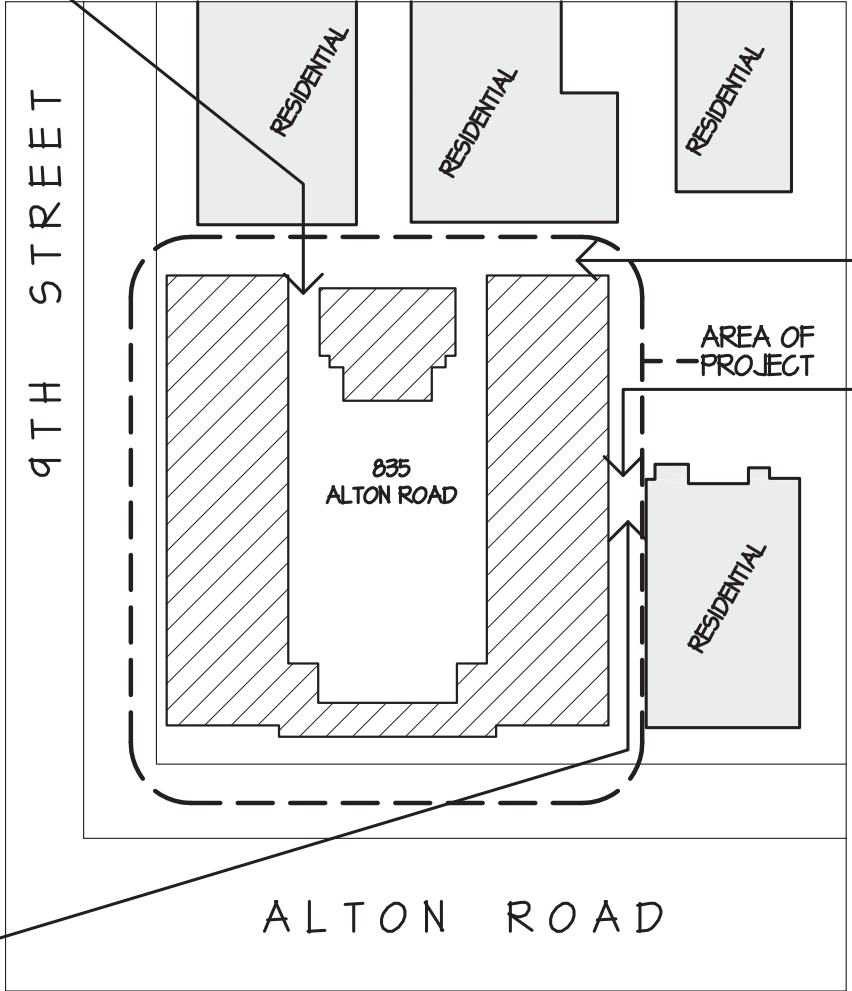 RESIDENTIAL
RESIDENTIAL
RESIDENTIAL
9TH STREET
AREA OF
PROJECT
835
ALTON ROAD
RESIDENTIAL
ALTON ROAD